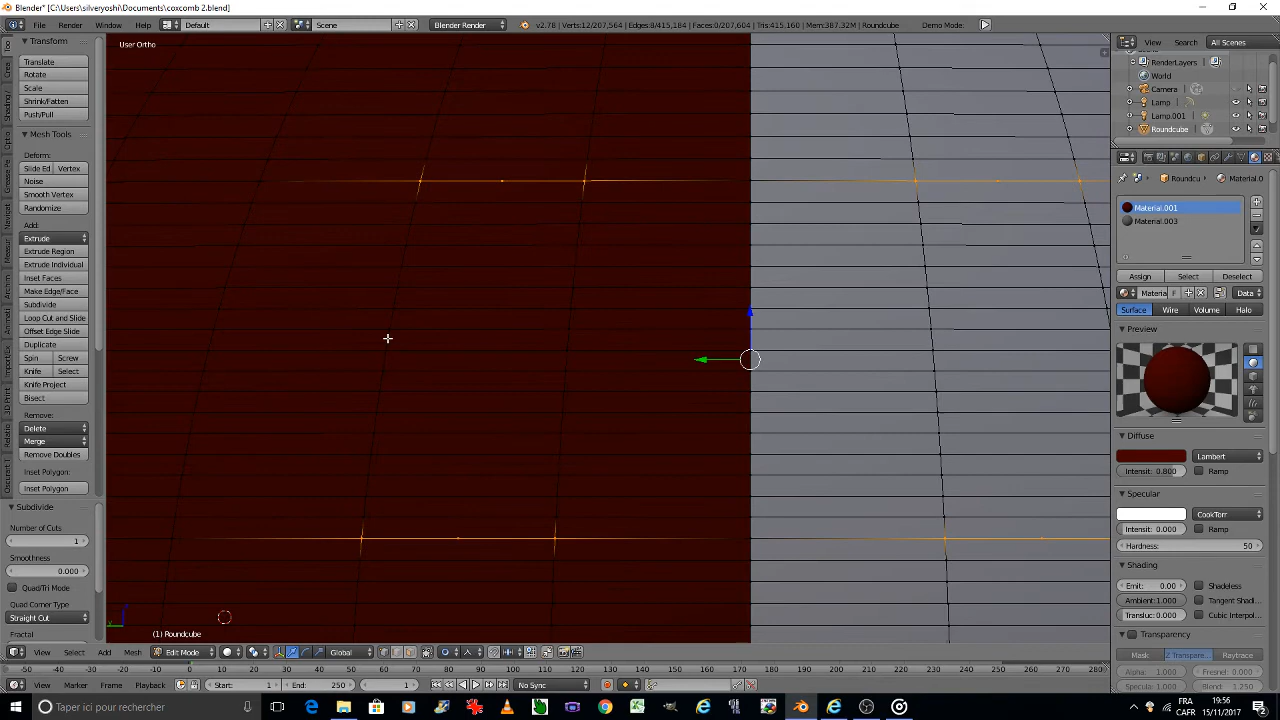 Blender* [C:\Users\silveryoshi\Documents\coxcomb 2.blend]
File Render Window Help Default Scene Blender Render v2.78 | Verts:12/207,564 | Edges:8/415,184 | Faces:0/207,604 | Tris:415,160 | Mem:387.32M | Roundcube Demo Mode:
User Ortho
Transform
Translate
Rotate
Scale
Shrink/Fatten
Push/Pull
Mesh Tools
Deform:
Slide Ed Vertex
Noise
Smooth Vertex
Randomize
Add:
Extrude
Extrude Region
Extrude Individual
Inset Faces
Make Edge/Face
Subdivide
Loop Cut and Slide
Offset Edge Slide
Duplicate
Spin Screw
Knife Select
Knife Project
Bisect
Remove:
Delete
Merge
Remove Doubles
Inset Polygon:
Inset Polygon
Subdivide
Number of Cuts
1
Smoothness
0.000
Quad/Tri Mode
Quad Corner Type
Straight Cut
Fractal
(1) Roundcube
View Select Add Mesh Edit Mode Global
-50 -40 -30 -20 -10 0 10 20 30 40 50 60 70 80 90 100 110 120 130 140 150 160 170 180 190 200 210 220 230 240 250 260 270 280
View Marker Frame Playback Start: 1 End: 250 1 No Sync
View Search All Scenes
RenderLayers
World
Camera
Lamp
Lamp.001
Roundcube
Roundcu Material.0
Material.001
Material.003
Assign Select Deselect
Materia F Data
Surface Wire Volume Halo
Preview
Diffuse
Lambert
Intensit: 0.800 Ramp
Specular
CookTorr
Intensit: 0.000 Ramp
Hardness: 50
Shading
Emit: 0.00 Shadeless
Ambient: 1.000 Tangent Shadi...
Transluc: 0.000 Cubic Interpol...
Transparency
Mask Z Transpare... Raytrace
Alpha: 1.000 Fresnel: 0.000
Specular: 1.000 Blend: 1.250
Taper ici pour rechercher
FRA
CAFR
19:56
15/11/2017